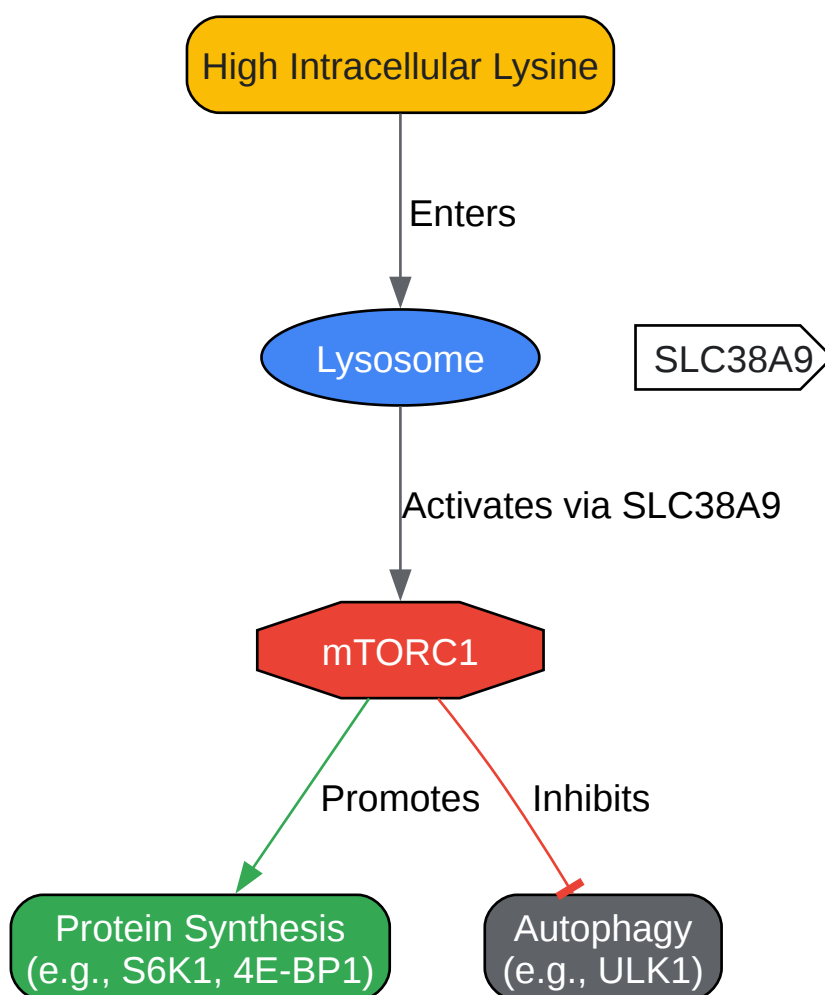 High Intracellular Lysine
Enters
Lysosome
SLC38A9
Activates via SLC38A9
mTORC1
Promotes
Inhibits
Protein Synthesis
(e.g., S6K1, 4E-BP1)
Autophagy
(e.g., ULK1)